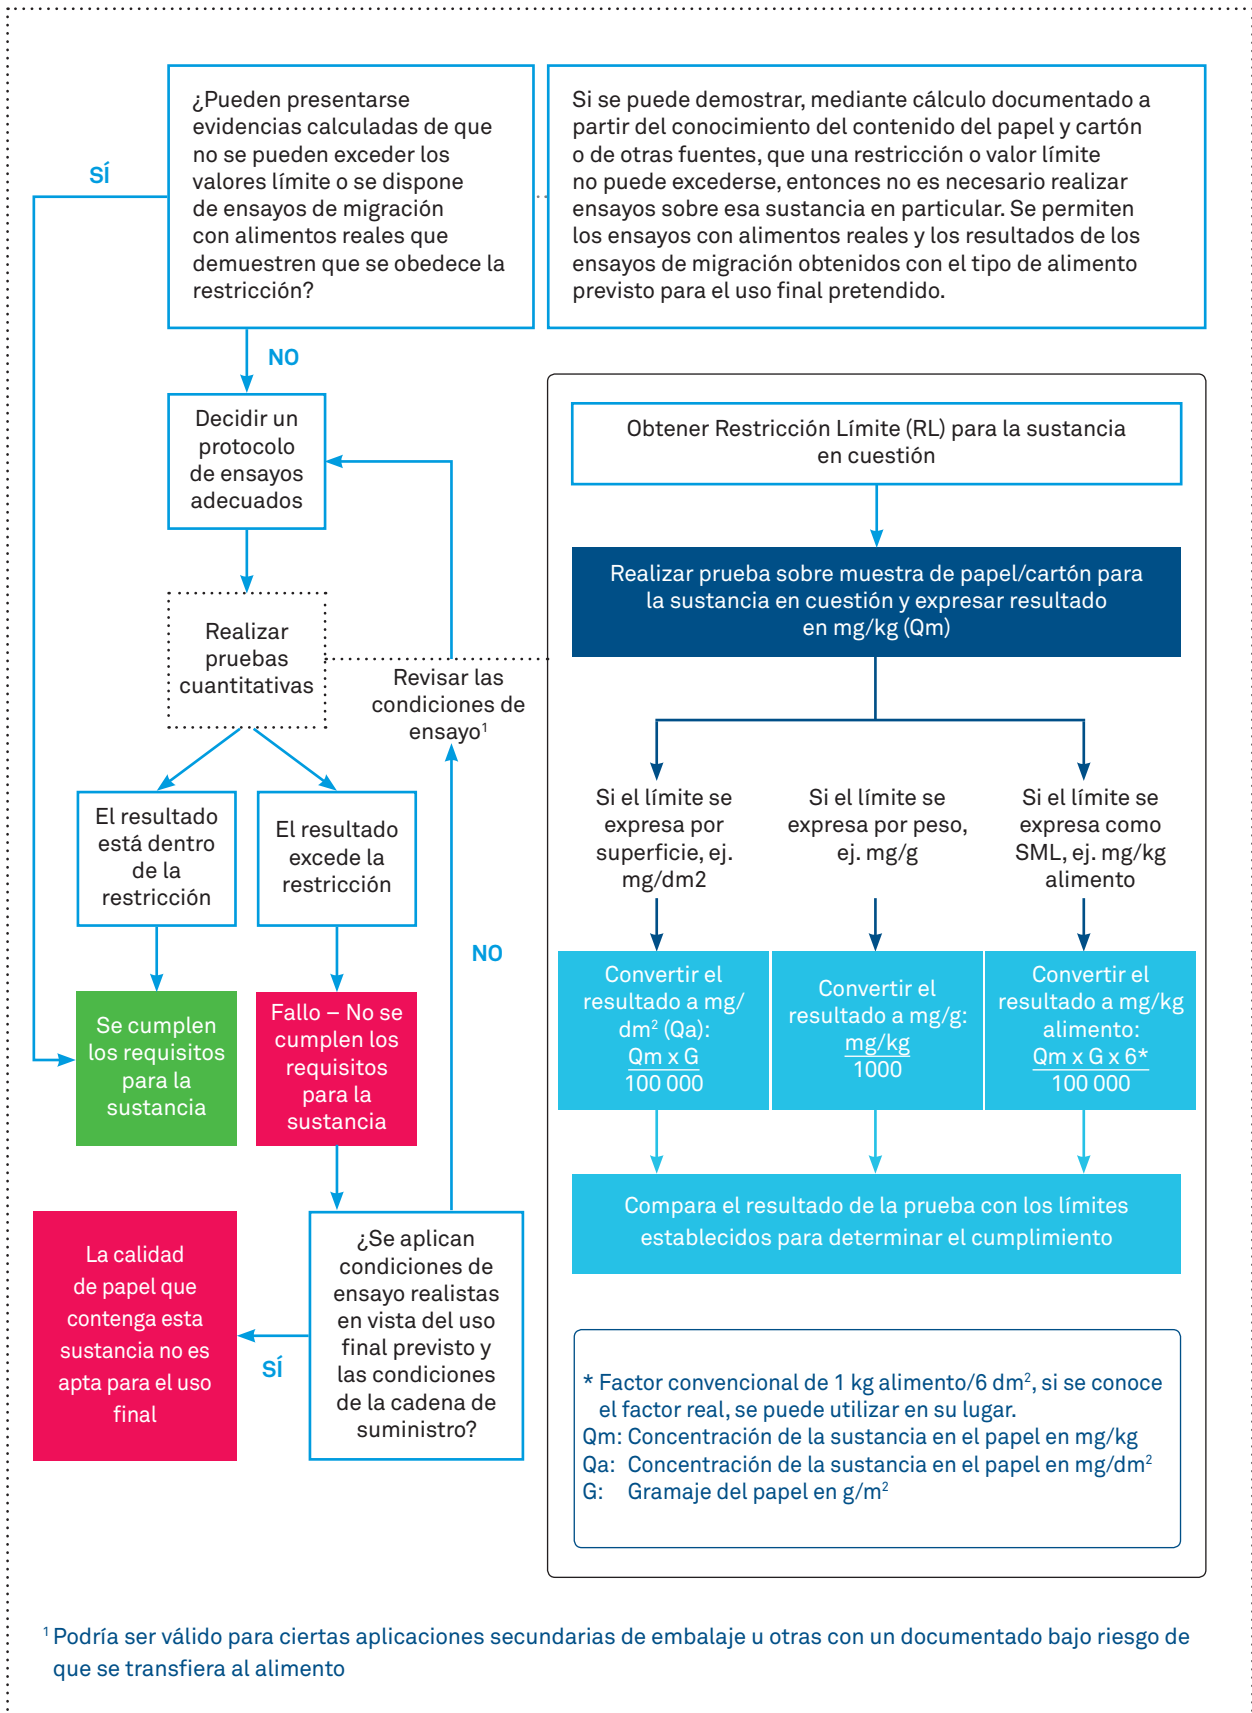 ¿Pueden presentarse
evidencias calculadas de que
no se pueden exceder los
valores límite o se dispone
de ensayos de migración
con alimentos reales que
demuestren que se obedece la
restricción?
Si se puede demostrar, mediante cálculo documentado a
partir del conocimiento del contenido del papel y cartón
o de otras fuentes, que una restricción o valor límite
no puede excederse, entonces no es necesario realizar
ensayos sobre esa sustancia en particular. Se permiten
los ensayos con alimentos reales y los resultados de los
ensayos de migración obtenidos con el tipo de alimento
previsto para el uso final pretendido.
SÍ
NO
Decidir un
protocolo
de ensayos
adecuados
Realizar
pruebas
cuantitativas
Revisar las
condiciones de
ensayo¹
El resultado
está dentro
de la
restricción
El resultado
excede la
restricción
NO
Se cumplen
los requisitos
para la
sustancia
Fallo – No se
cumplen los
requisitos
para la
sustancia
La calidad
de papel que
contenga esta
sustancia no es
apta para el uso
final
SÍ
¿Se aplican
condiciones de
ensayo realistas
en vista del uso
final previsto y
las condiciones
de la cadena de
suministro?
Obtener Restricción Límite (RL) para la sustancia
en cuestión
Realizar prueba sobre muestra de papel/cartón para
la sustancia en cuestión y expresar resultado
en mg/kg (Qm)
Si el límite se
expresa por
superficie, ej.
mg/dm2
Si el límite se
expresa por peso,
ej. mg/g
Si el límite se
expresa como
SML, ej. mg/kg
alimento
Convertir el
resultado a mg/
dm² (Qa):
Qm x G
100 000
Convertir el
resultado a mg/g:
mg/kg
1000
Convertir el
resultado a mg/kg
alimento:
Qm x G x 6*
100 000
Compara el resultado de la prueba con los límites
establecidos para determinar el cumplimiento
* Factor convencional de 1 kg alimento/6 dm², si se conoce
el factor real, se puede utilizar en su lugar.
Qm: Concentración de la sustancia en el papel en mg/kg
Qa: Concentración de la sustancia en el papel en mg/dm²
G: Gramaje del papel en g/m²
¹ Podría ser válido para ciertas aplicaciones secundarias de embalaje u otras con un documentado bajo riesgo de
que se transfiera al alimento